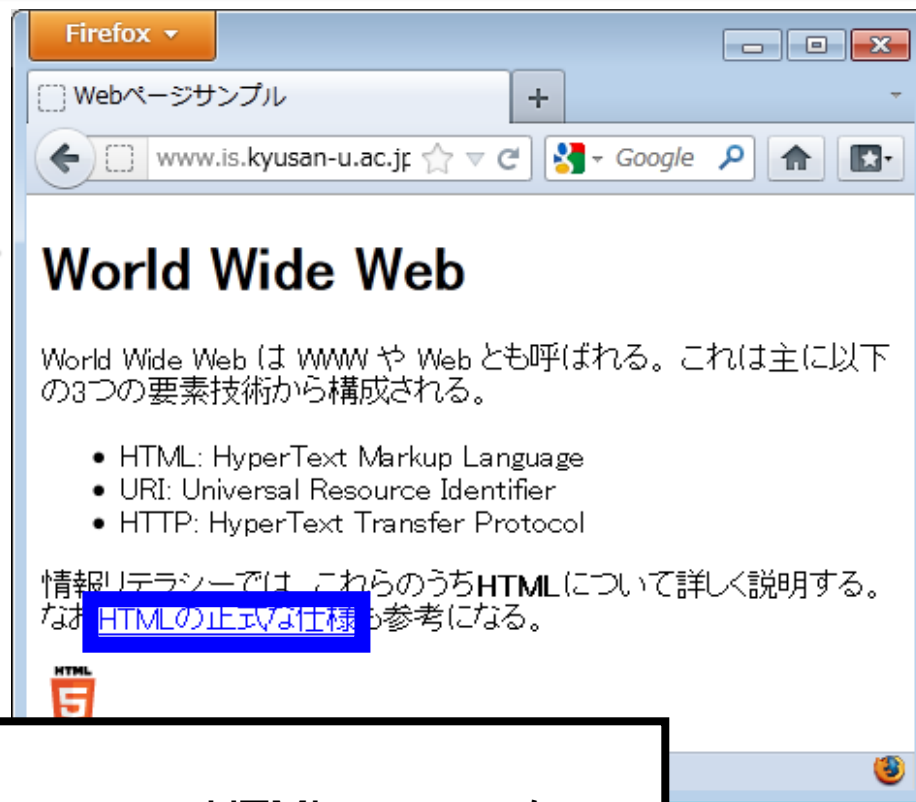 Firefox
Webページサンプル
www.is.kyusan-u.ac.jp
Google
World Wide Web
World Wide Web は WWW や Web とも呼ばれる。これは主に以下
の3つの要素技術から構成される。
HTML: HyperText Markup Language
URI: Universal Resource Identifier
HTTP: HyperText Transfer Protocol
情報リテラシーでは、これらのうちHTMLについて詳しく説明する。
なお HTMLの正式な仕様も参考になる。
HTML
5